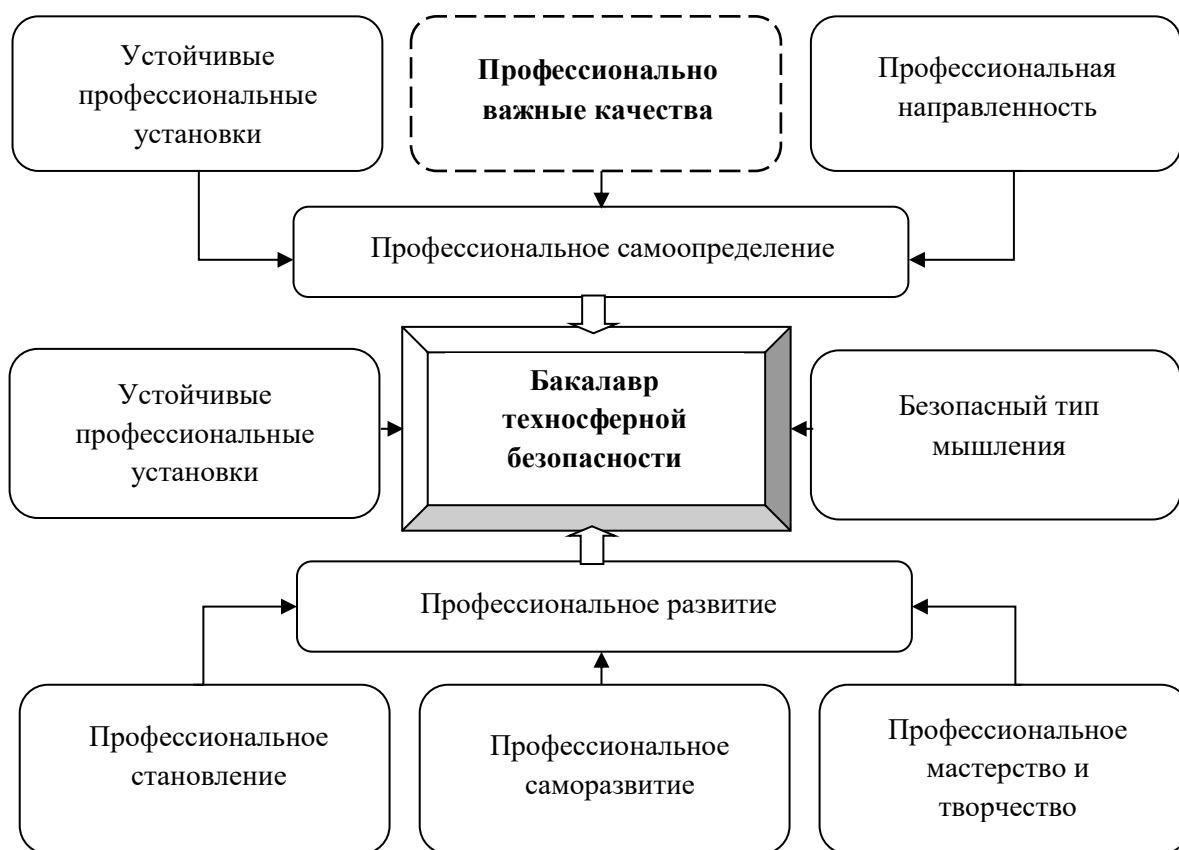 Устойчивые
профессиональные
установки
Профессионально
важные качества
Профессиональная
направленность
Профессиональное самоопределение
Устойчивые
профессиональные
установки
Бакалавр
техносферной
безопасности
Безопасный тип
мышления
Профессиональное развитие
Профессиональное
становление
Профессиональное
саморазвитие
Профессиональное
мастерство и
творчество